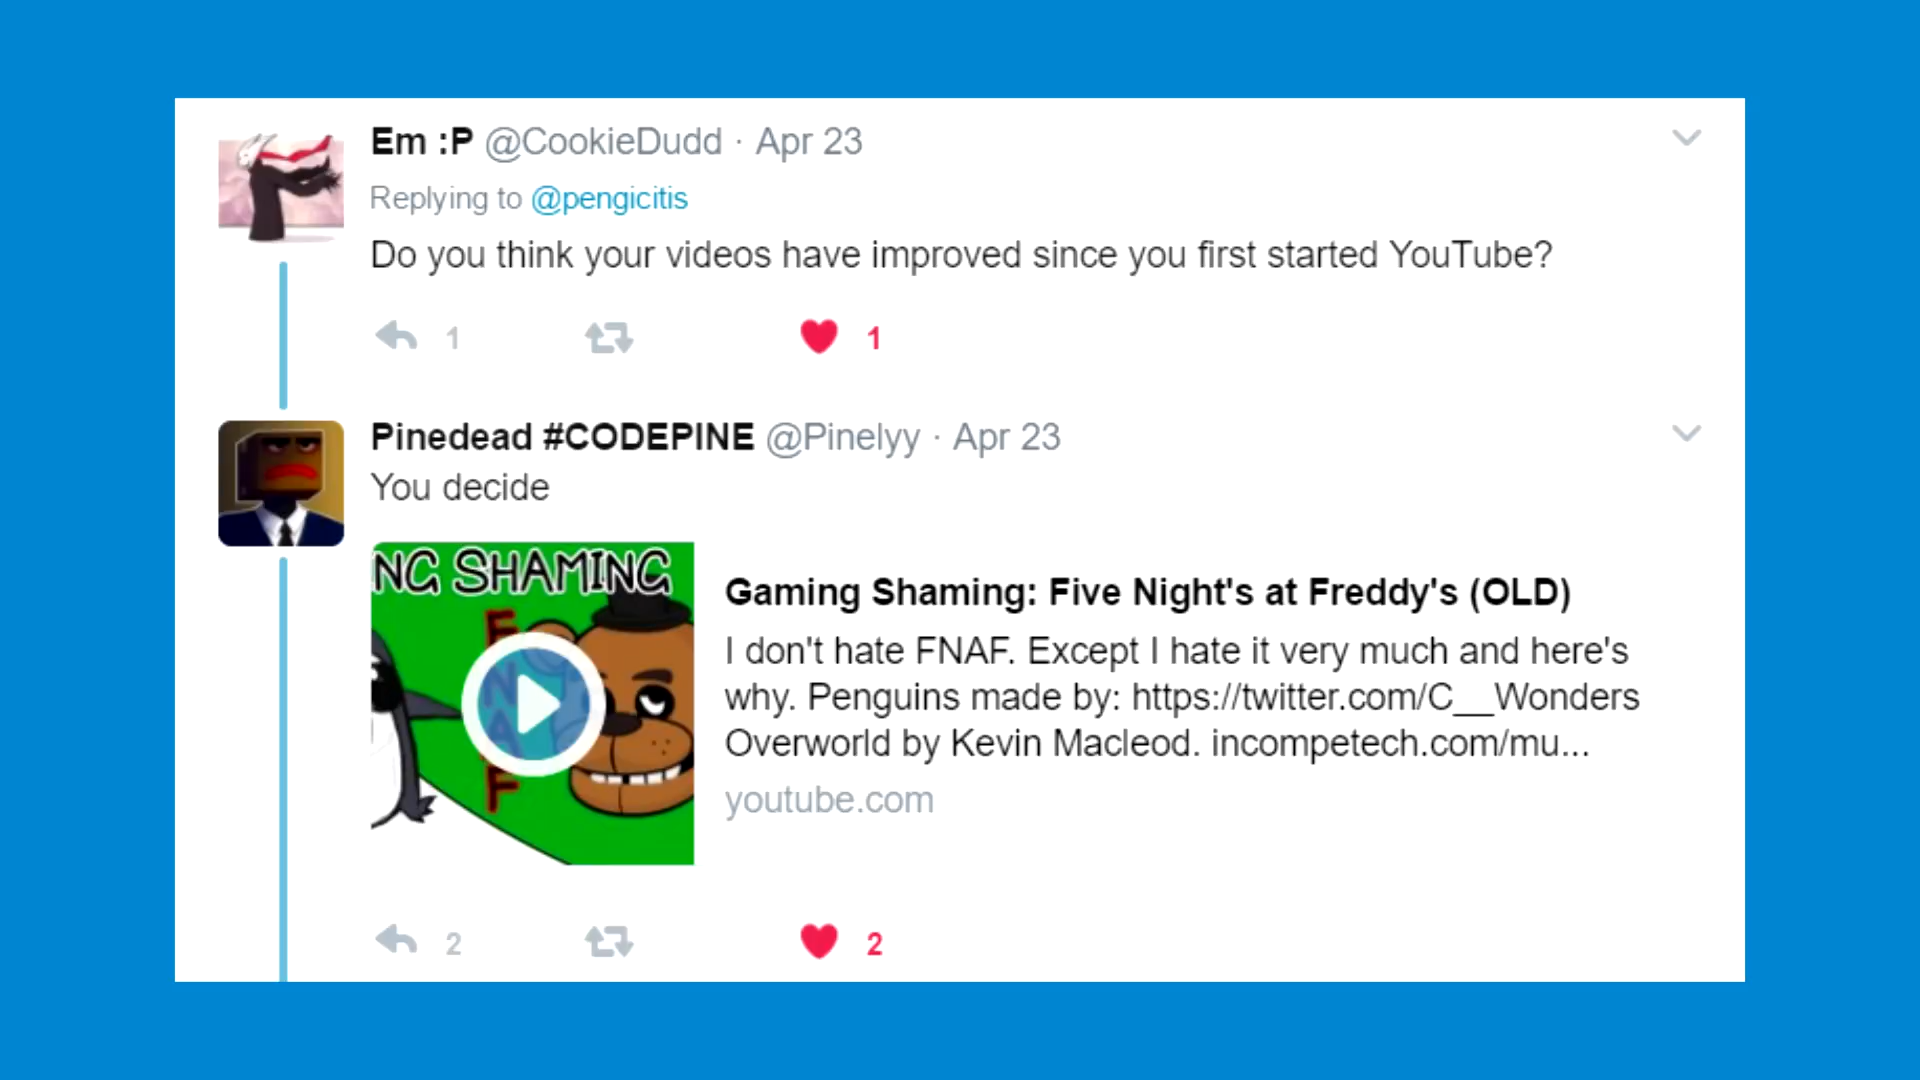 Em :P @CookieDudd · Apr 23
Replying to @pengicitis
Do you think your videos have improved since you first started YouTube?
1 1
Pinedead #CODEPINE @Pinelyy · Apr 23
You decide
NG SHAMING
FNAF
Gaming Shaming: Five Night's at Freddy's (OLD)
I don't hate FNAF. Except I hate it very much and here's
why. Penguins made by: https://twitter.com/C__Wonders
Overworld by Kevin Macleod. incompetech.com/mu...
youtube.com
2 2